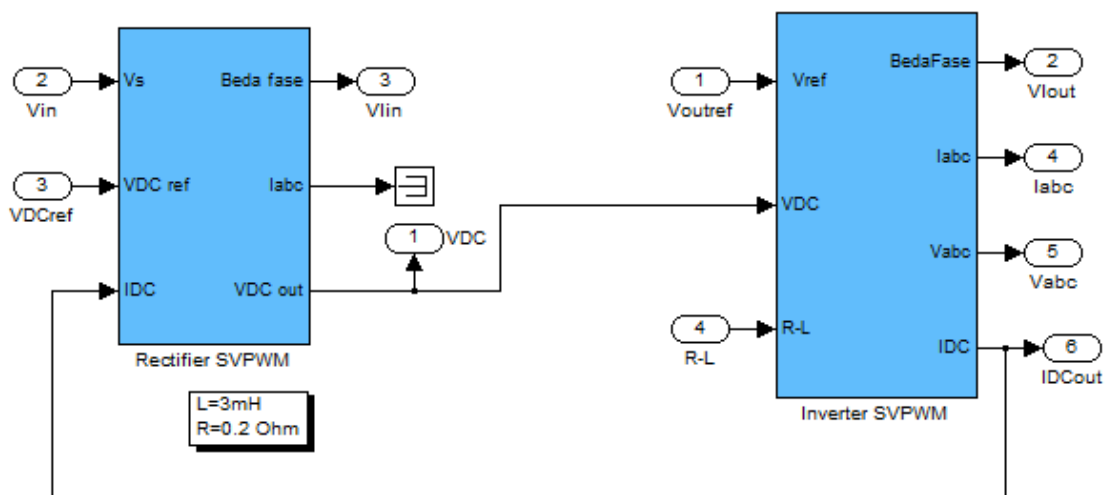 2
Vin
3
VDCref
Vs
VDC ref
IDC
Beda fase
Iabc
VDC out
Rectifier SVPWM
L=3mH
R=0.2 Ohm
3
VIin
1
VDC
1
Voutref
4
R-L
Vref
VDC
R-L
BedaFase
Iabc
Vabc
IDC
Inverter SVPWM
2
VIout
4
Iabc
5
Vabc
6
IDCout